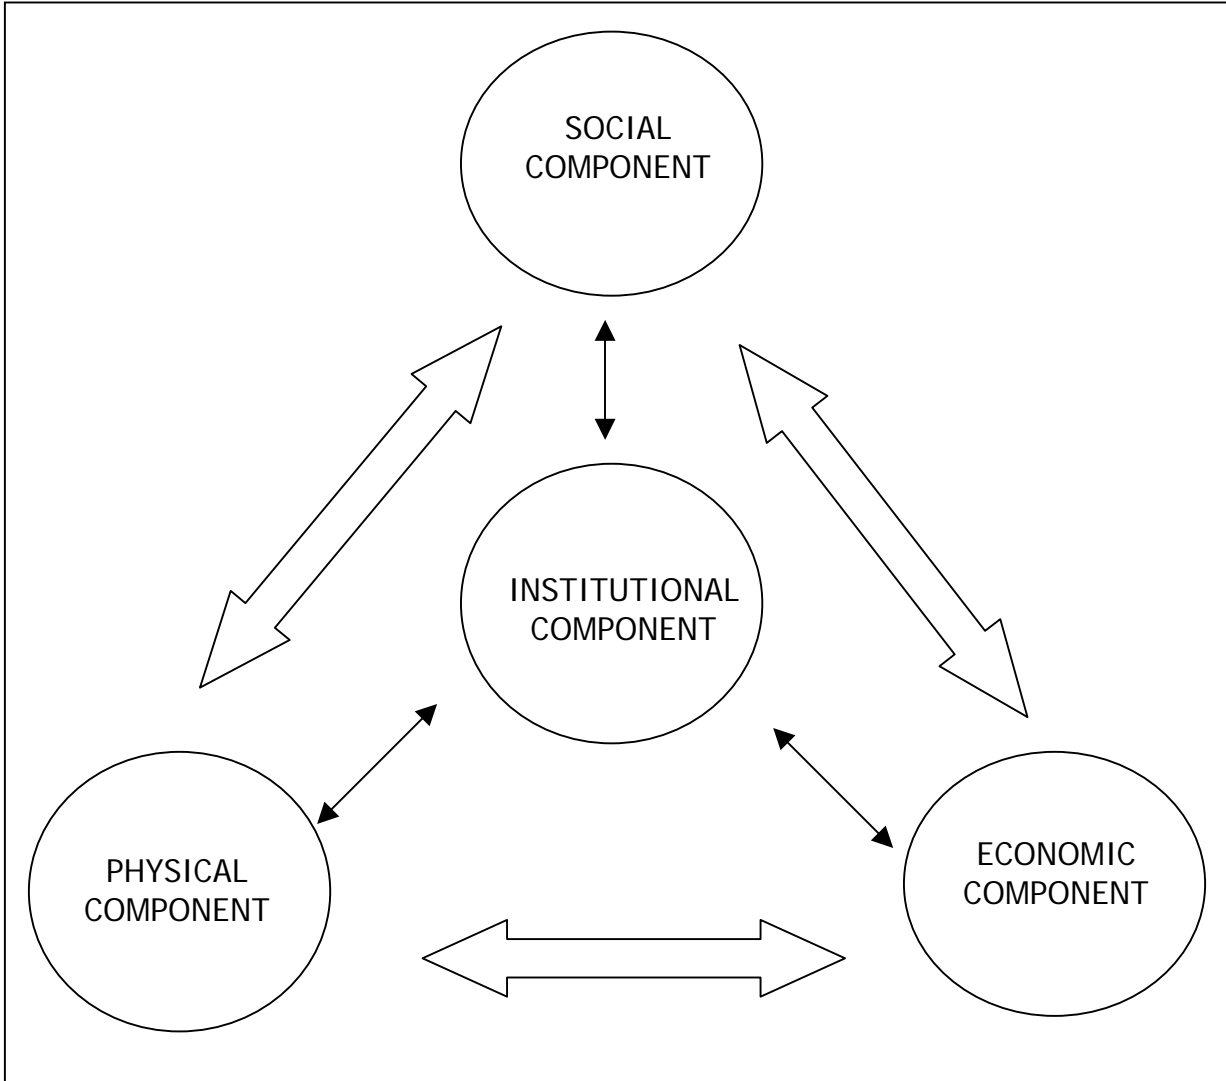 SOCIAL
COMPONENT
INSTITUTIONAL
COMPONENT
PHYSICAL
COMPONENT
ECONOMIC
COMPONENT